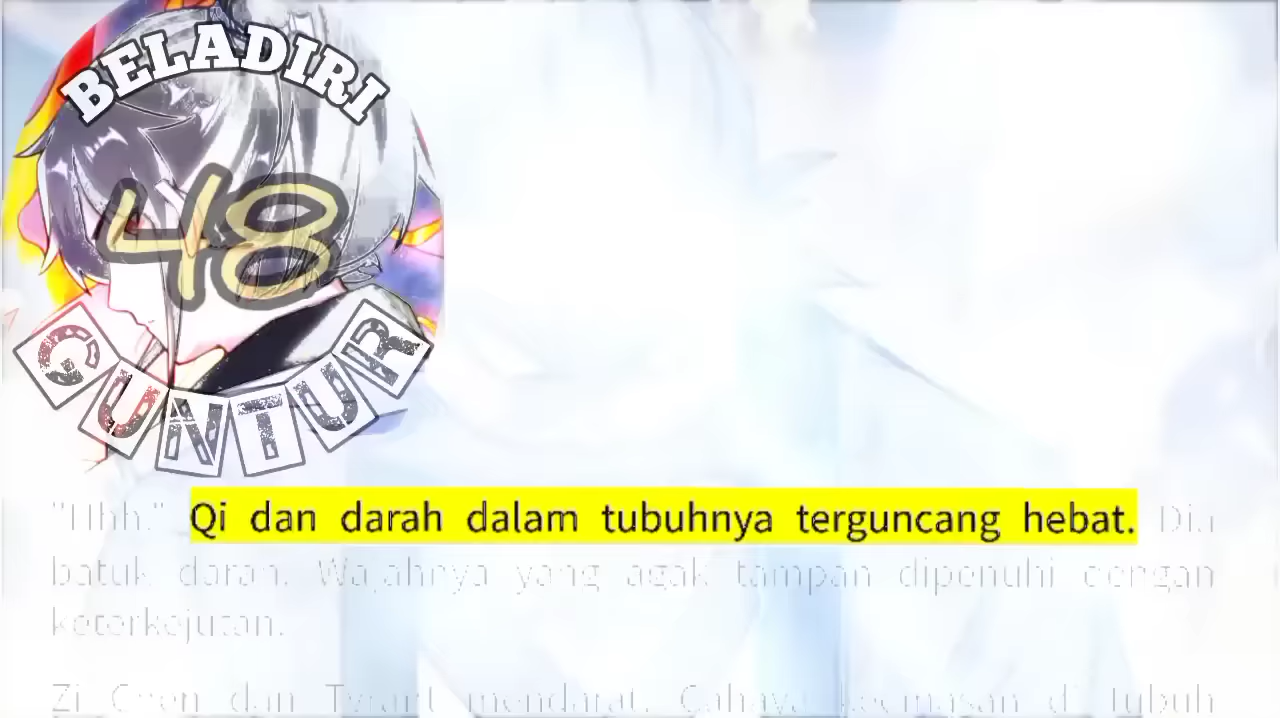 BELADIRI
48
GUNTUR
"Uhh." Qi dan darah dalam tubuhnya terguncang hebat. Dia
batuk darah. Wajahnya yang agak tampan dipenuhi dengan
keterkejutan.
Zi Chen dan Tyrant mendarat. Cahaya keemasan di tubuh